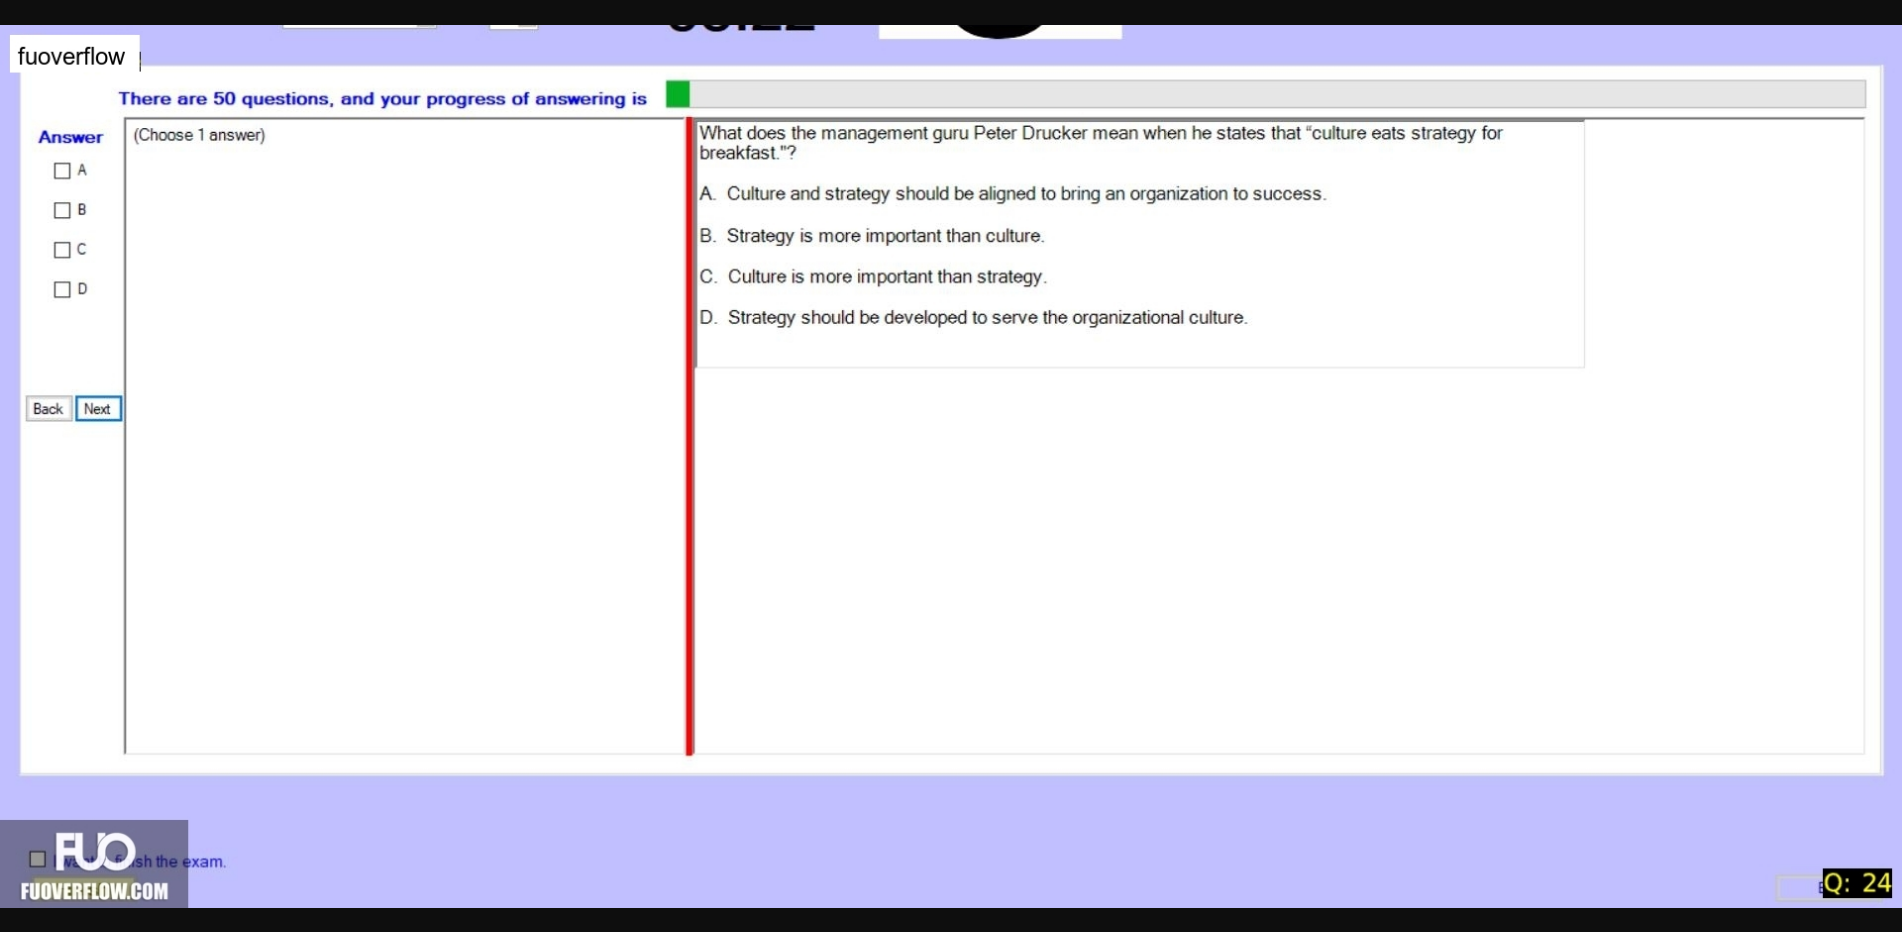 fuoverflow
There are 50 questions, and your progress of answering is
Answer
(Choose 1 answer)
A
B
C
D
Back Next
What does the management guru Peter Drucker mean when he states that “culture eats strategy for
breakfast.”?
A. Culture and strategy should be aligned to bring an organization to success.
B. Strategy is more important than culture.
C. Culture is more important than strategy.
D. Strategy should be developed to serve the organizational culture.
FUO
the exam.
FUOVERFLOW.COM
Q: 24